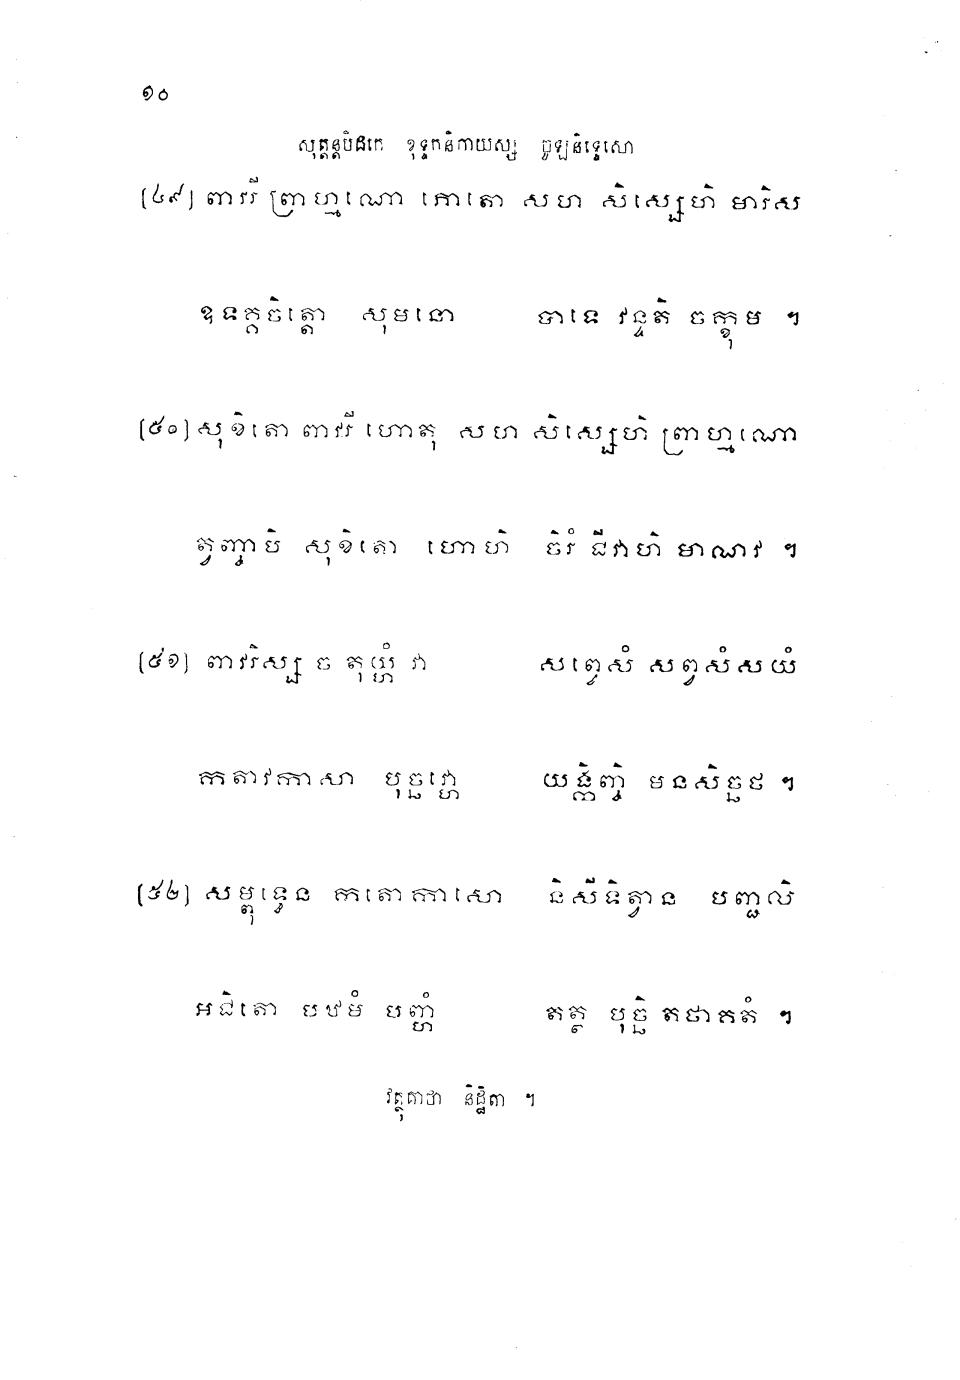 ១០
សុត្តន្តបិដកេ ខុទ្ទកនិកាយស្ស ចូឡនិទ្ទេសោ
(៤៩) ពាវរី ព្រាហ្មណោ ភោតោ សហ សិស្សេហិ មារិស
ឧទគ្គចិត្តោ សុមនោ បាទេ វន្ទតិ ចក្ខុម ។
(៥០) សុខិតោ ពាវរី ហោតុ សហ សិស្សេហិ ព្រាហ្មណោ
ត្វញ្ចាបិ សុខិតោ ហោហិ ចិរំ ជីវាហិ មាណវ ។
(៥១) ពាវរិស្ស ច តុយ្ហំ វា សព្វេសំ សព្វសំសយំ
កតាវកាសា បុច្ឆវ្ហោ យង្កិញ្ចិ មនសិច្ឆថ ។
(៥២) សម្ពុទ្ធេន កតោកាសោ និសីទិត្វាន បញ្ជលិ
អជិតោ បឋមំ បញ្ហំ តត្ថ បុច្ឆិ តថាគតំ ។
វត្ថុគាថា និដ្ឋិតា ។